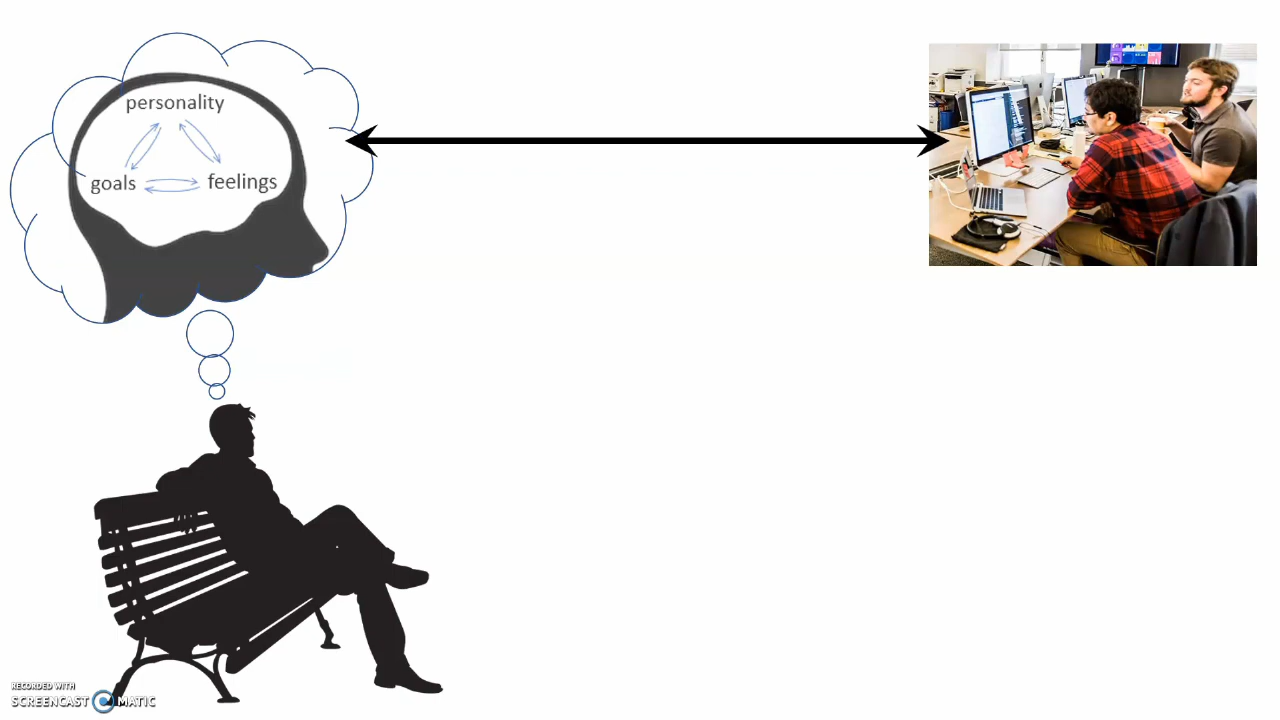 personality
goals
feelings
RECORDED WITH
SCREENCAST MATIC